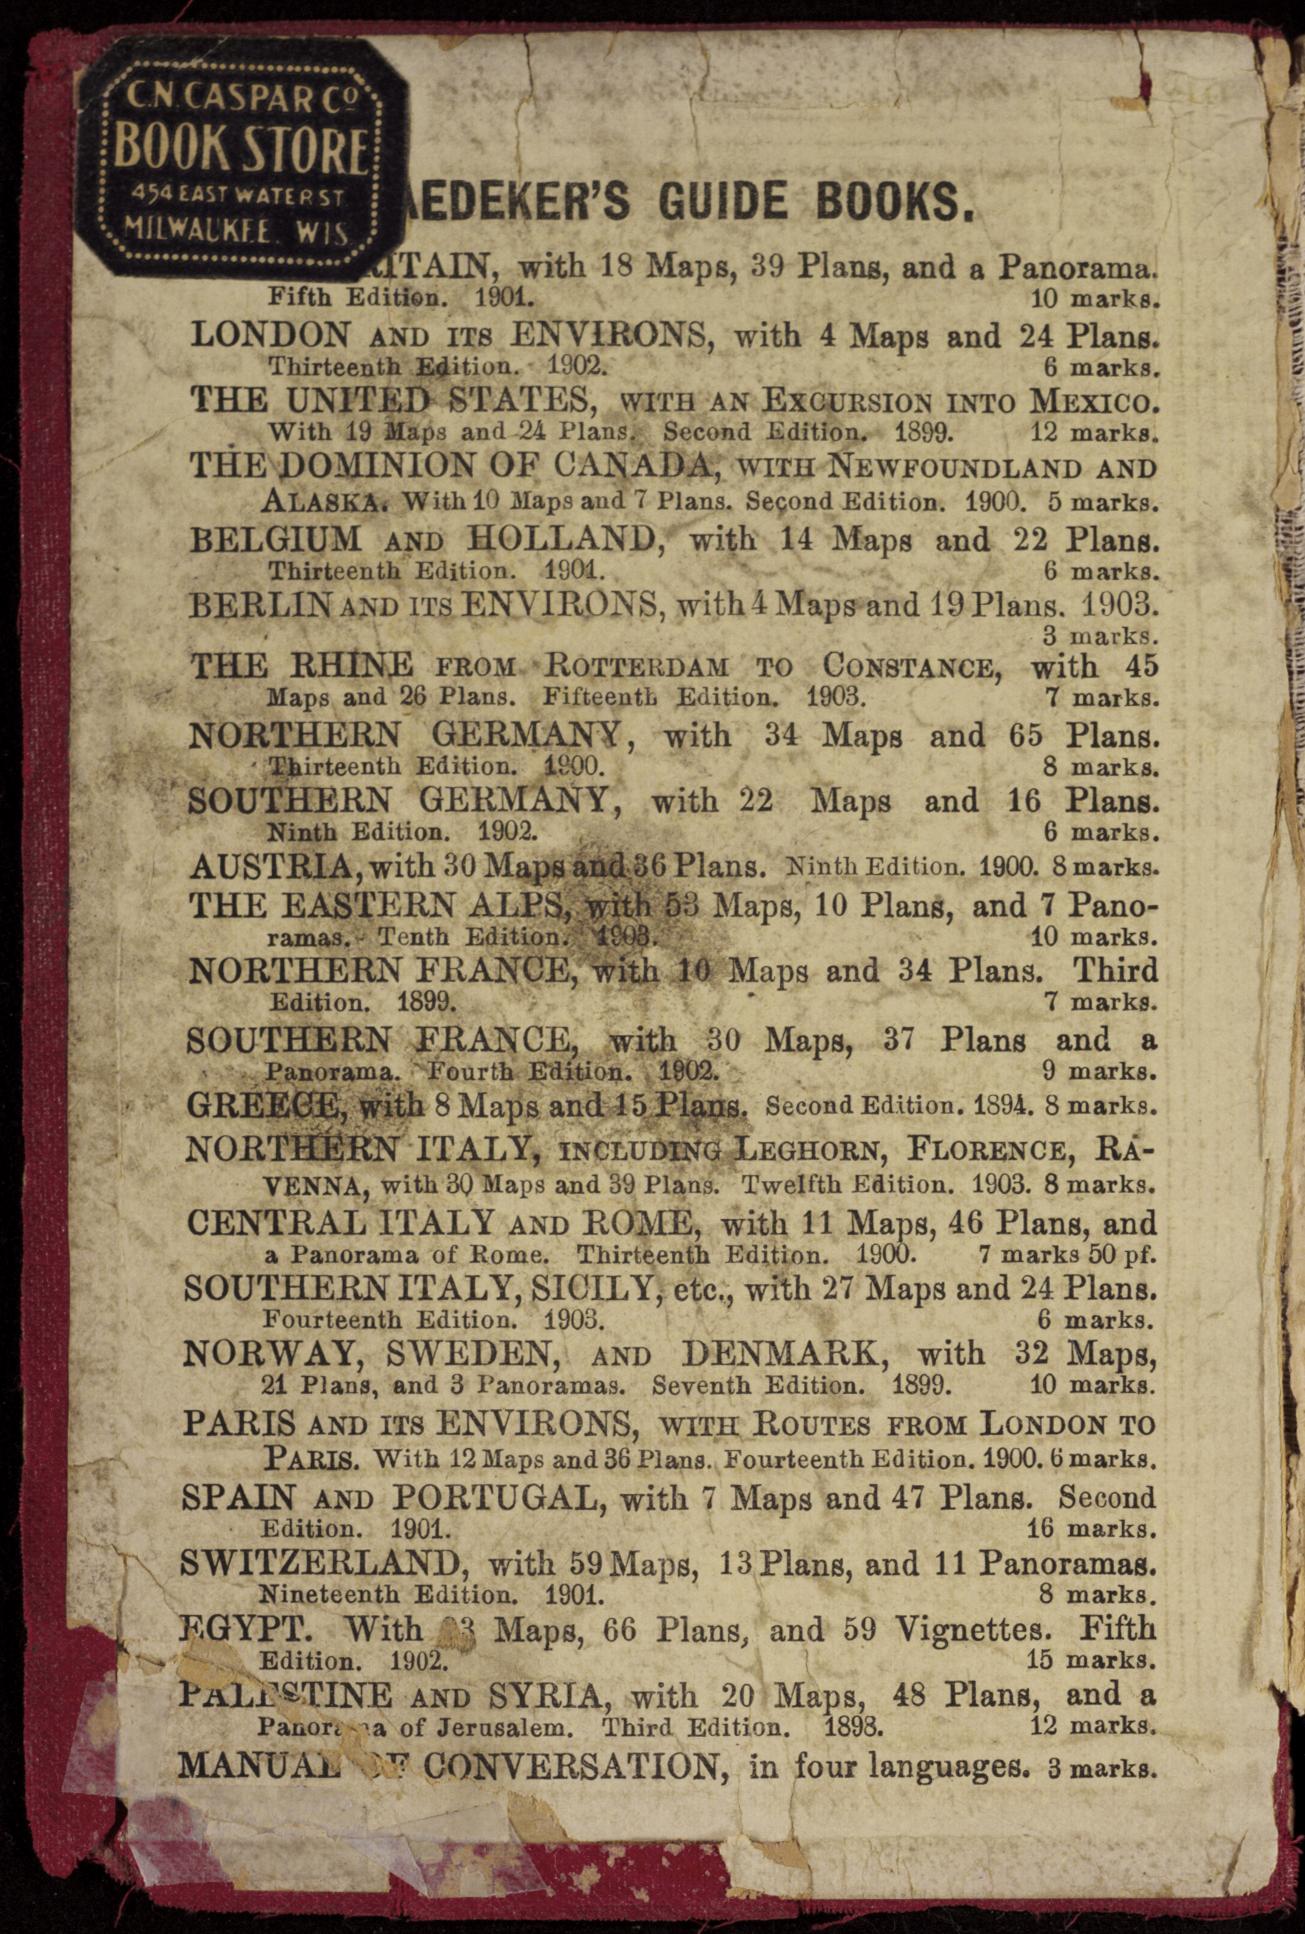 C.N. CASPAR Co
BOOK STORE
454 EAST WATER ST
MILWAUKEE. WIS
AEDEKER'S GUIDE BOOKS.
RITAIN, with 18 Maps, 39 Plans, and a Panorama.
Fifth Edition. 1901. 10 marks.
LONDON AND ITS ENVIRONS, with 4 Maps and 24 Plans.
Thirteenth Edition. 1902. 6 marks.
THE UNITED STATES, WITH AN EXCURSION INTO MEXICO.
With 19 Maps and 24 Plans. Second Edition. 1899. 12 marks.
THE DOMINION OF CANADA, WITH NEWFOUNDLAND AND
ALASKA. With 10 Maps and 7 Plans. Second Edition. 1900. 5 marks.
BELGIUM AND HOLLAND, with 14 Maps and 22 Plans.
Thirteenth Edition. 1901. 6 marks.
BERLIN AND ITS ENVIRONS, with 4 Maps and 19 Plans. 1903.
3 marks.
THE RHINE FROM ROTTERDAM TO CONSTANCE, with 45
Maps and 26 Plans. Fifteenth Edition. 1903. 7 marks.
NORTHERN GERMANY, with 34 Maps and 65 Plans.
Thirteenth Edition. 1900. 8 marks.
SOUTHERN GERMANY, with 22 Maps and 16 Plans.
Ninth Edition. 1902. 6 marks.
AUSTRIA, with 30 Maps and 36 Plans. Ninth Edition. 1900. 8 marks.
THE EASTERN ALPS, with 53 Maps, 10 Plans, and 7 Pano-
ramas. Tenth Edition. 1903. 10 marks.
NORTHERN FRANCE, with 10 Maps and 34 Plans. Third
Edition. 1899. 7 marks.
SOUTHERN FRANCE, with 30 Maps, 37 Plans and a
Panorama. Fourth Edition. 1902. 9 marks.
GREECE, with 8 Maps and 15 Plans. Second Edition. 1894. 8 marks.
NORTHERN ITALY, INCLUDING LEGHORN, FLORENCE, RA-
VENNA, with 30 Maps and 39 Plans. Twelfth Edition. 1903. 8 marks.
CENTRAL ITALY AND ROME, with 11 Maps, 46 Plans, and
a Panorama of Rome. Thirteenth Edition. 1900. 7 marks 50 pf.
SOUTHERN ITALY, SICILY, etc., with 27 Maps and 24 Plans.
Fourteenth Edition. 1903. 6 marks.
NORWAY, SWEDEN, AND DENMARK, with 32 Maps,
21 Plans, and 3 Panoramas. Seventh Edition. 1899. 10 marks.
PARIS AND ITS ENVIRONS, WITH ROUTES FROM LONDON TO
PARIS. With 12 Maps and 36 Plans. Fourteenth Edition. 1900. 6 marks.
SPAIN AND PORTUGAL, with 7 Maps and 47 Plans. Second
Edition. 1901. 16 marks.
SWITZERLAND, with 59 Maps, 13 Plans, and 11 Panoramas.
Nineteenth Edition. 1901. 8 marks.
EGYPT. With Maps, 66 Plans, and 59 Vignettes. Fifth
Edition. 1902. 15 marks.
PALESTINE AND SYRIA, with 20 Maps, 48 Plans, and a
Panorama of Jerusalem. Third Edition. 1898. 12 marks.
MANUAL OF CONVERSATION, in four languages. 3 marks.